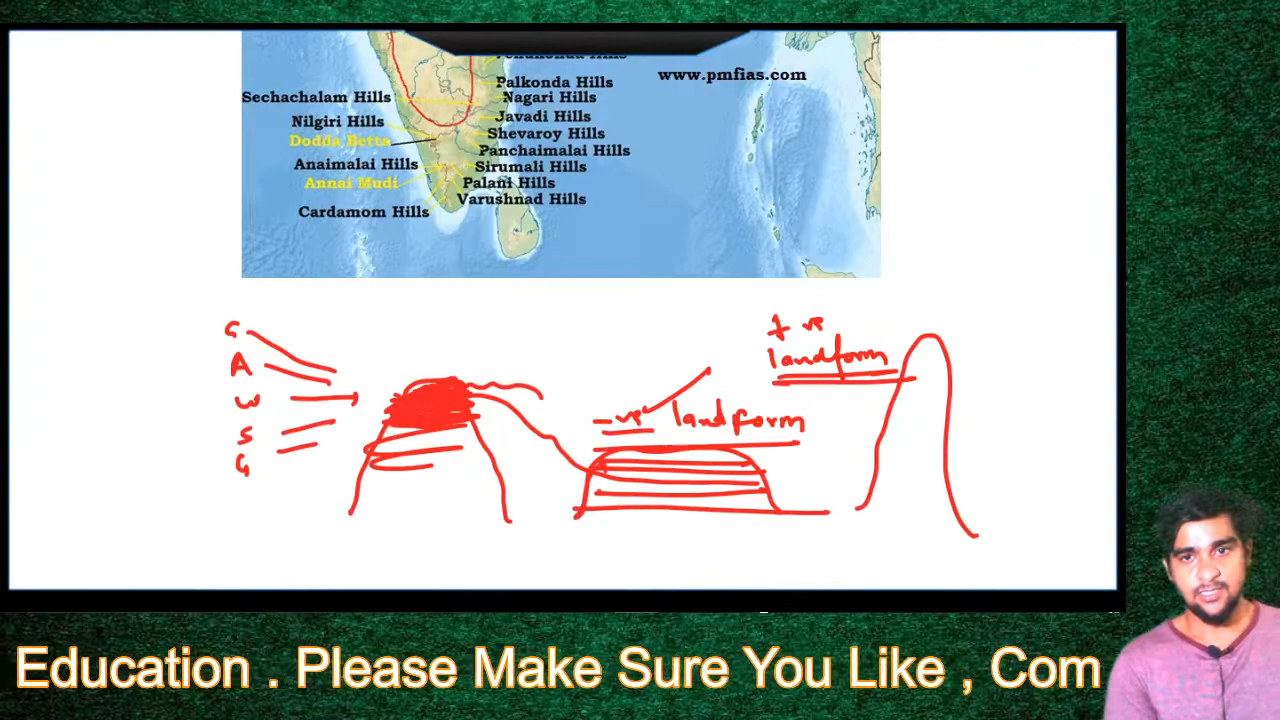 Palkonda Hills
www.pmfias.com
Sechachalam Hills
Nagari Hills
Javadi Hills
Nilgiri Hills
Shevaroy Hills
Dodda Betta
Panchaimalai Hills
Anaimalai Hills
Sirumali Hills
Annai Mudi
Palani Hills
Cardamom Hills
Varushnad Hills
+ ve
landform
G
A
W
S
G
-ve landform
Education . Please Make Sure You Like , Com